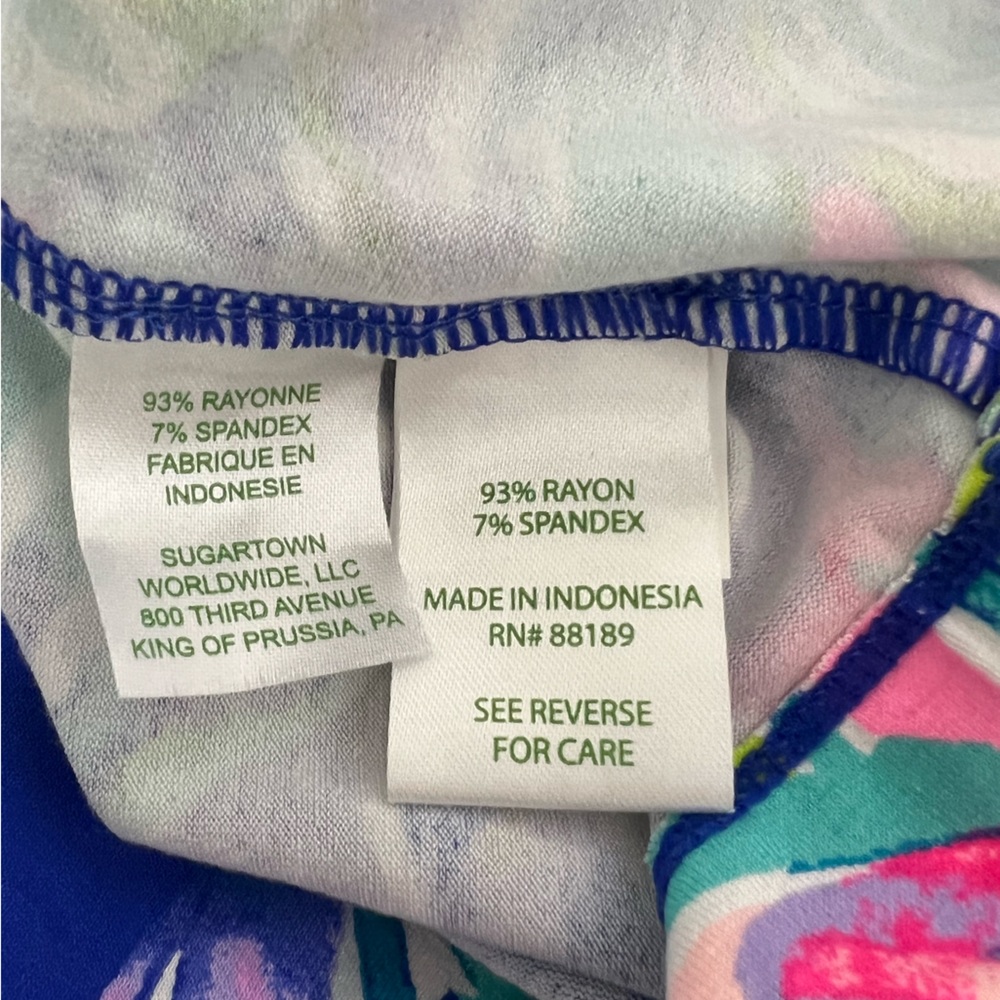 93% RAYONNE
7% SPANDEX
FABRIQUE EN
INDONESIE
SUGARTOWN
WORLDWIDE, LLC
800 THIRD AVENUE
KING OF PRUSSIA, PA
93% RAYON
7% SPANDEX
MADE IN INDONESIA
RN# 88189
SEE REVERSE
FOR CARE